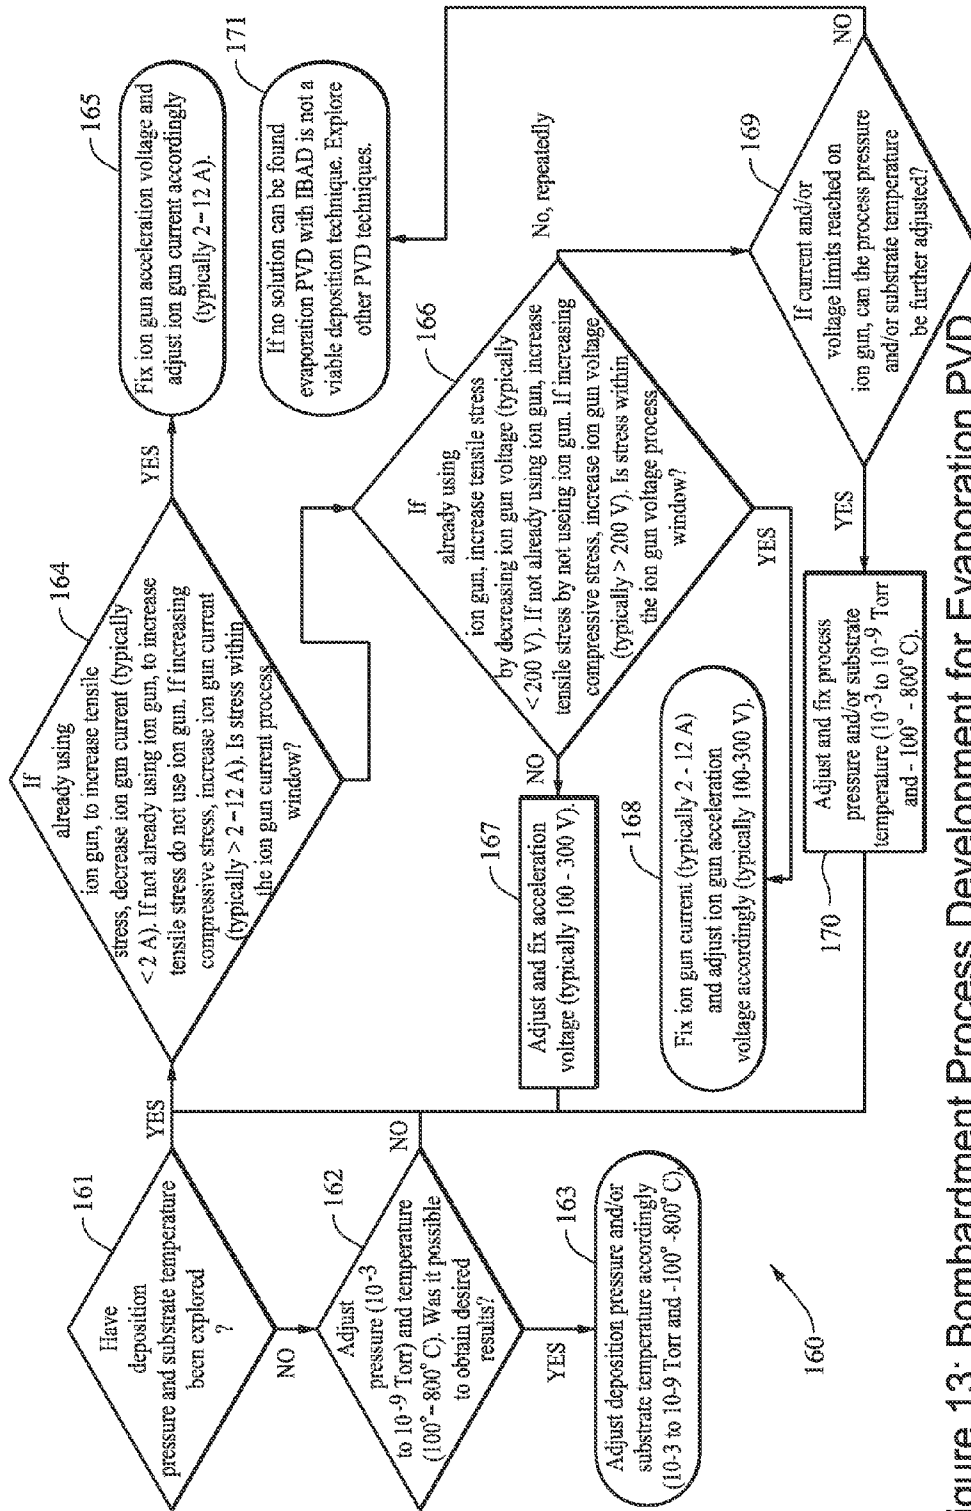 161
Have
deposition
pressure and substrate temperature
been explored
?
YES
NO
162
Adjust
pressure (10-3
to 10-9 Torr) and temperature
(100°-800° C). Was it possible
to obtain desired
results?
NO
YES
163
Adjust deposition pressure and/or
substrate temperature accordingly
(10-3 to 10-9 Torr and -100° -800° C).
160
164
If
already using
ion gun, to increase tensile
stress, decrease ion gun current (typically
< 2 A). If not already using ion gun, to increase
tensile stress do not use ion gun. If increasing
compressive stress, increase ion gun current
(typically > 2 - 12 A). Is stress within
the ion gun current process
window?
YES
165
Fix ion gun acceleration voltage and
adjust ion gun current accordingly
(typically 2 - 12 A).
171
If no solution can be found
evaporation PVD with IBAD is not a
viable deposition technique. Explore
other PVD techniques.
166
If
already using
ion gun, increase tensile stress
by decreasing ion gun voltage (typically
< 200 V). If not already using ion gun, increase
tensile stress by not useing ion gun. If increasing
compressive stress, increase ion gun voltage
(typically > 200 V). Is stress within
the ion gun voltage process
window?
No, repeatedly
NO
YES
167
Adjust and fix acceleration
voltage (typically 100 - 300 V).
168
Fix ion gun current (typically 2 - 12 A)
and adjust ion gun acceleration
voltage accordingly (typically 100-300 V).
169
If current and/or
voltage limits reached on
ion gun, can the process pressure
and/or substrate temperature
be further adjusted?
NO
YES
170
Adjust and fix process
pressure and/or substrate
temperature (10-3 to 10-9 Torr
and - 100° - 800° C).
igure 13: Bombardment Process Development for Evaporation PVD